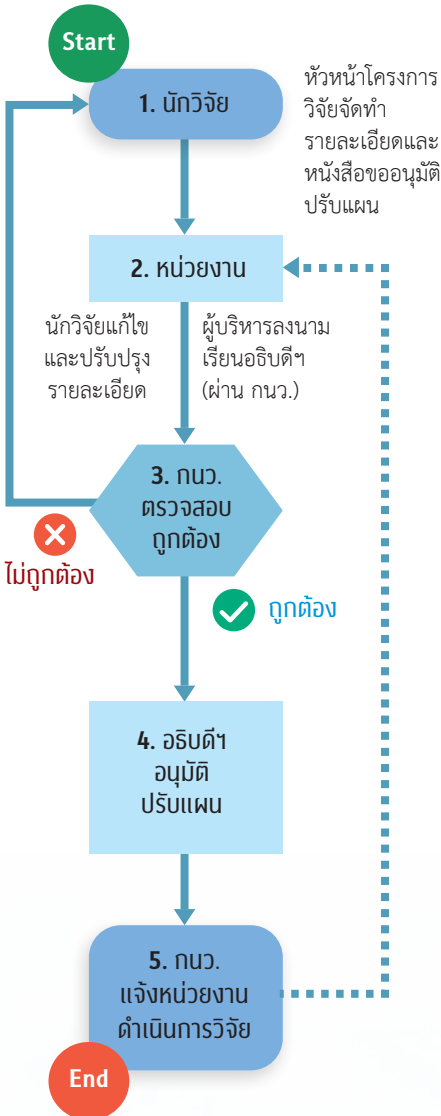 Start
1. นักวิจัย
หัวหน้าโครงการ
วิจัยจัดทำ
รายละเอียดและ
หนังสือขออนุมัติ
ปรับแผน
2. หน่วยงาน
นักวิจัยแก้ไข
และปรับปรุง
รายละเอียด
ผู้บริหารลงนาม
เรียนอธิบดีฯ
(ผ่าน กนว.)
3. กนว.
ตรวจสอบ
ถูกต้อง
ไม่ถูกต้อง
ถูกต้อง
4. อธิบดีฯ
อนุมัติ
ปรับแผน
5. กนว.
แจ้งหน่วยงาน
ดำเนินการวิจัย
End